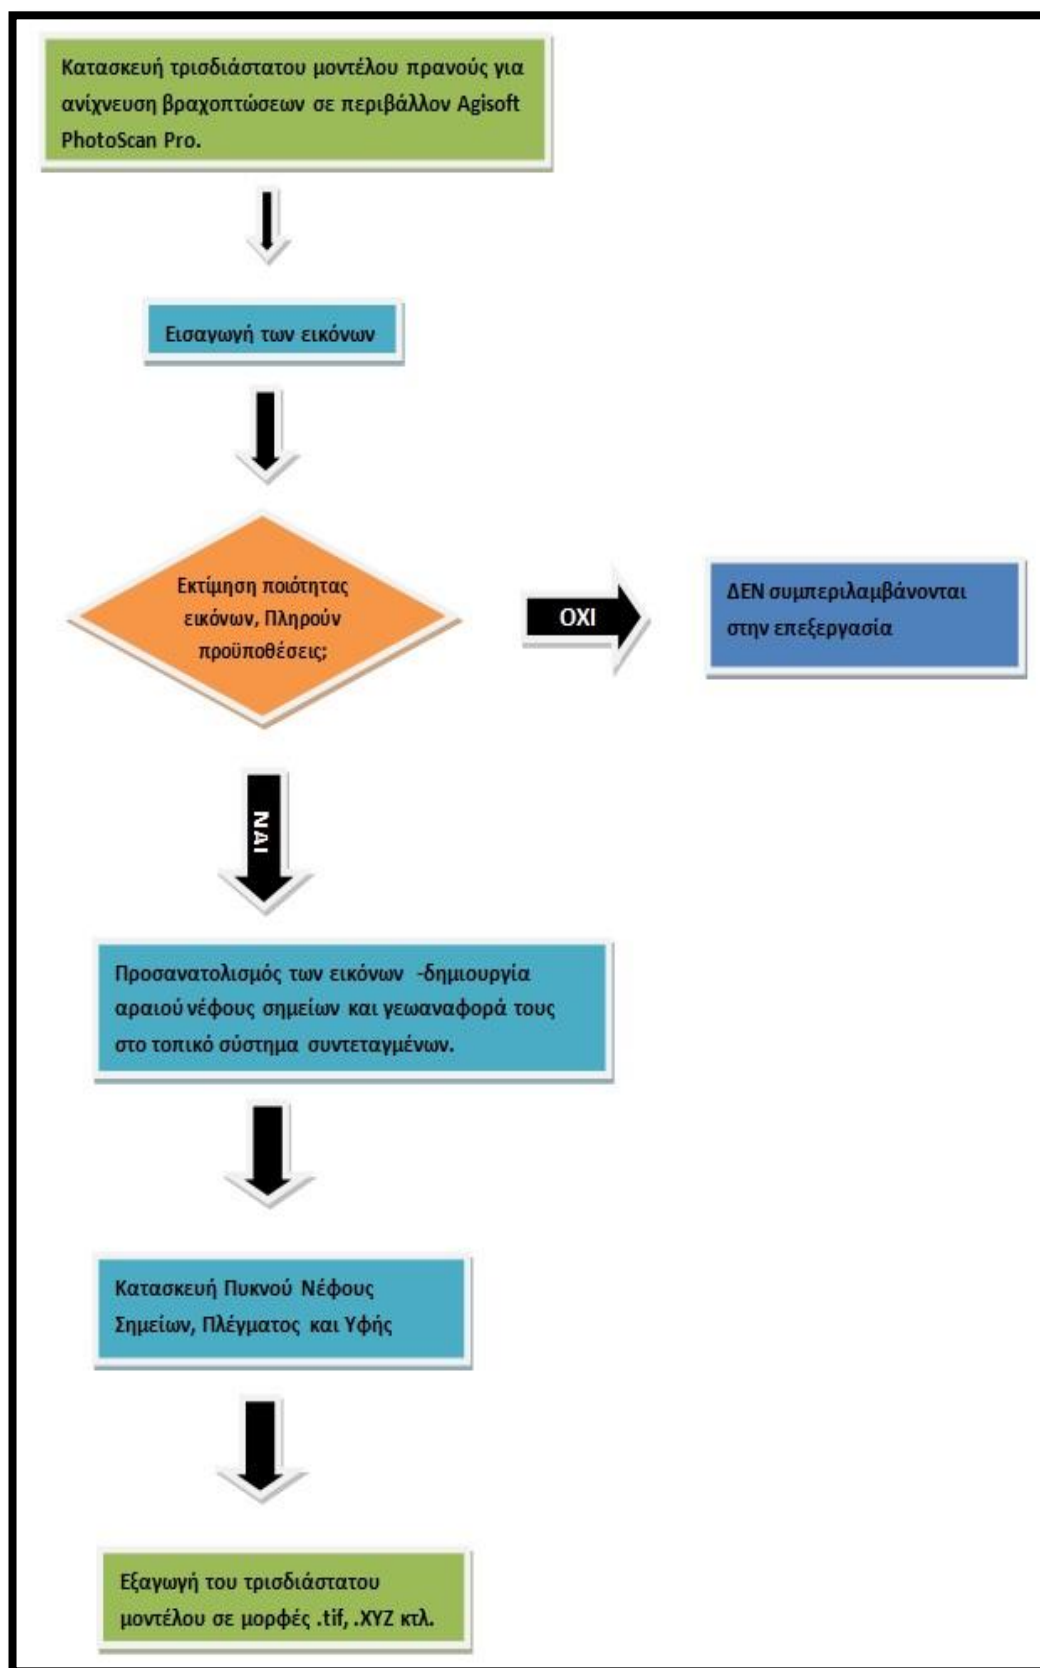 Κατασκευή τρισδιάστατου μοντέλου πρανούς για
ανίχνευση βραχοπτώσεων σε περιβάλλον Agisoft
PhotoScan Pro.
Εισαγωγή των εικόνων
Εκτίμηση ποιότητας
εικόνων, Πληρούν
προϋποθέσεις;
ΟΧΙ
ΔΕΝ συμπεριλαμβάνονται
στην επεξεργασία
ΝΑΙ
Προσανατολισμός των εικόνων -δημιουργία
αραιού νέφους σημείων και γεωαναφορά τους
στο τοπικό σύστημα συντεταγμένων.
Κατασκευή Πυκνού Νέφους
Σημείων, Πλέγματος και Υφής
Εξαγωγή του τρισδιάστατου
μοντέλου σε μορφές .tif, .XYZ κτλ.